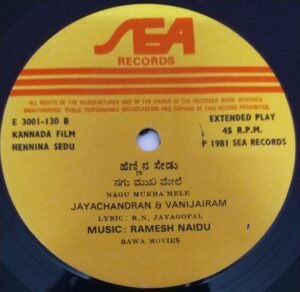 SEA
RECORDS
ALL RIGHTS OF THE MANUFACTURER AND OF THE OWNER OF THE RECORDED WORK RESERVED
UNAUTHORISED PUBLIC PERFORMANCE BROADCASTING AND COPYING OF THIS RECORD PROHIBITED
E 3001-130 B
KANNADA FILM
HENNINA SEDU
EXTENDED PLAY
45 R.P.M.
P 1981 SEA RECORDS
ಹೆಣ್ಣಿನ ಸೇಡು
ನಗು ಮುಖ ಮೇಲೆ
NAGU MUKHA MELE
JAYACHANDRAN & VANIJAIRAM
LYRIC: R.N. JAYAGOPAL
MUSIC: RAMESH NAIDU
BAWA MOVIES